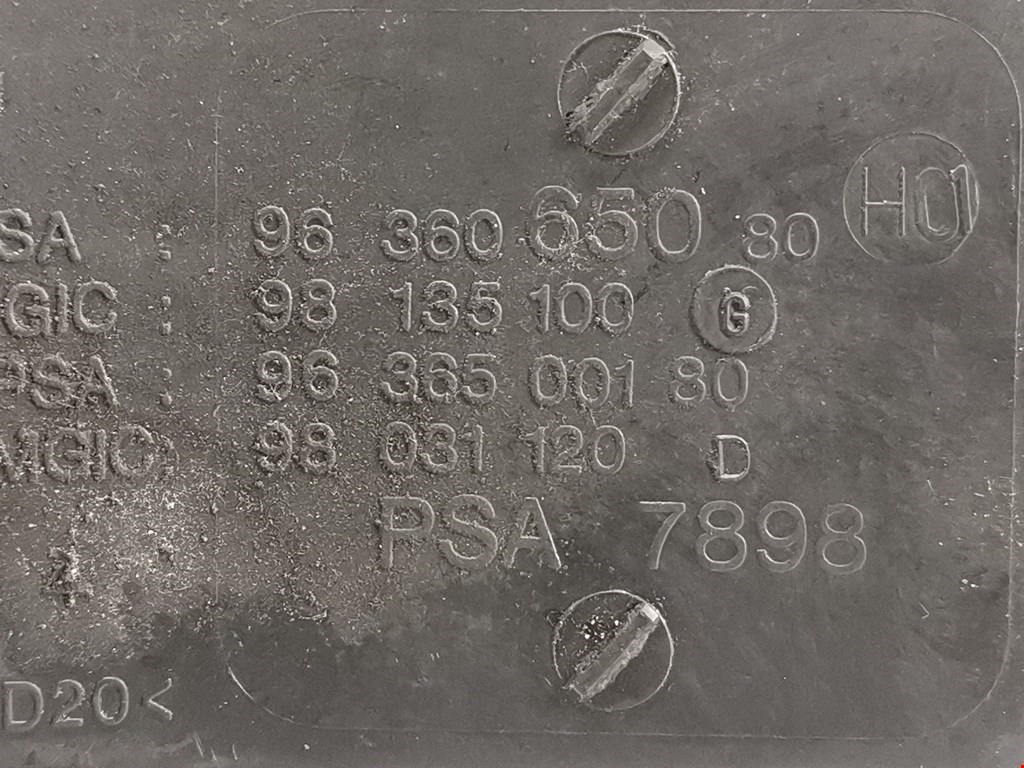 SA : 96 360 650 80 H01
GIC : 98 135 100 G
PSA : 96 365 001 80
MGIC : 98 031 120 D
PSA 7898
4
D20<